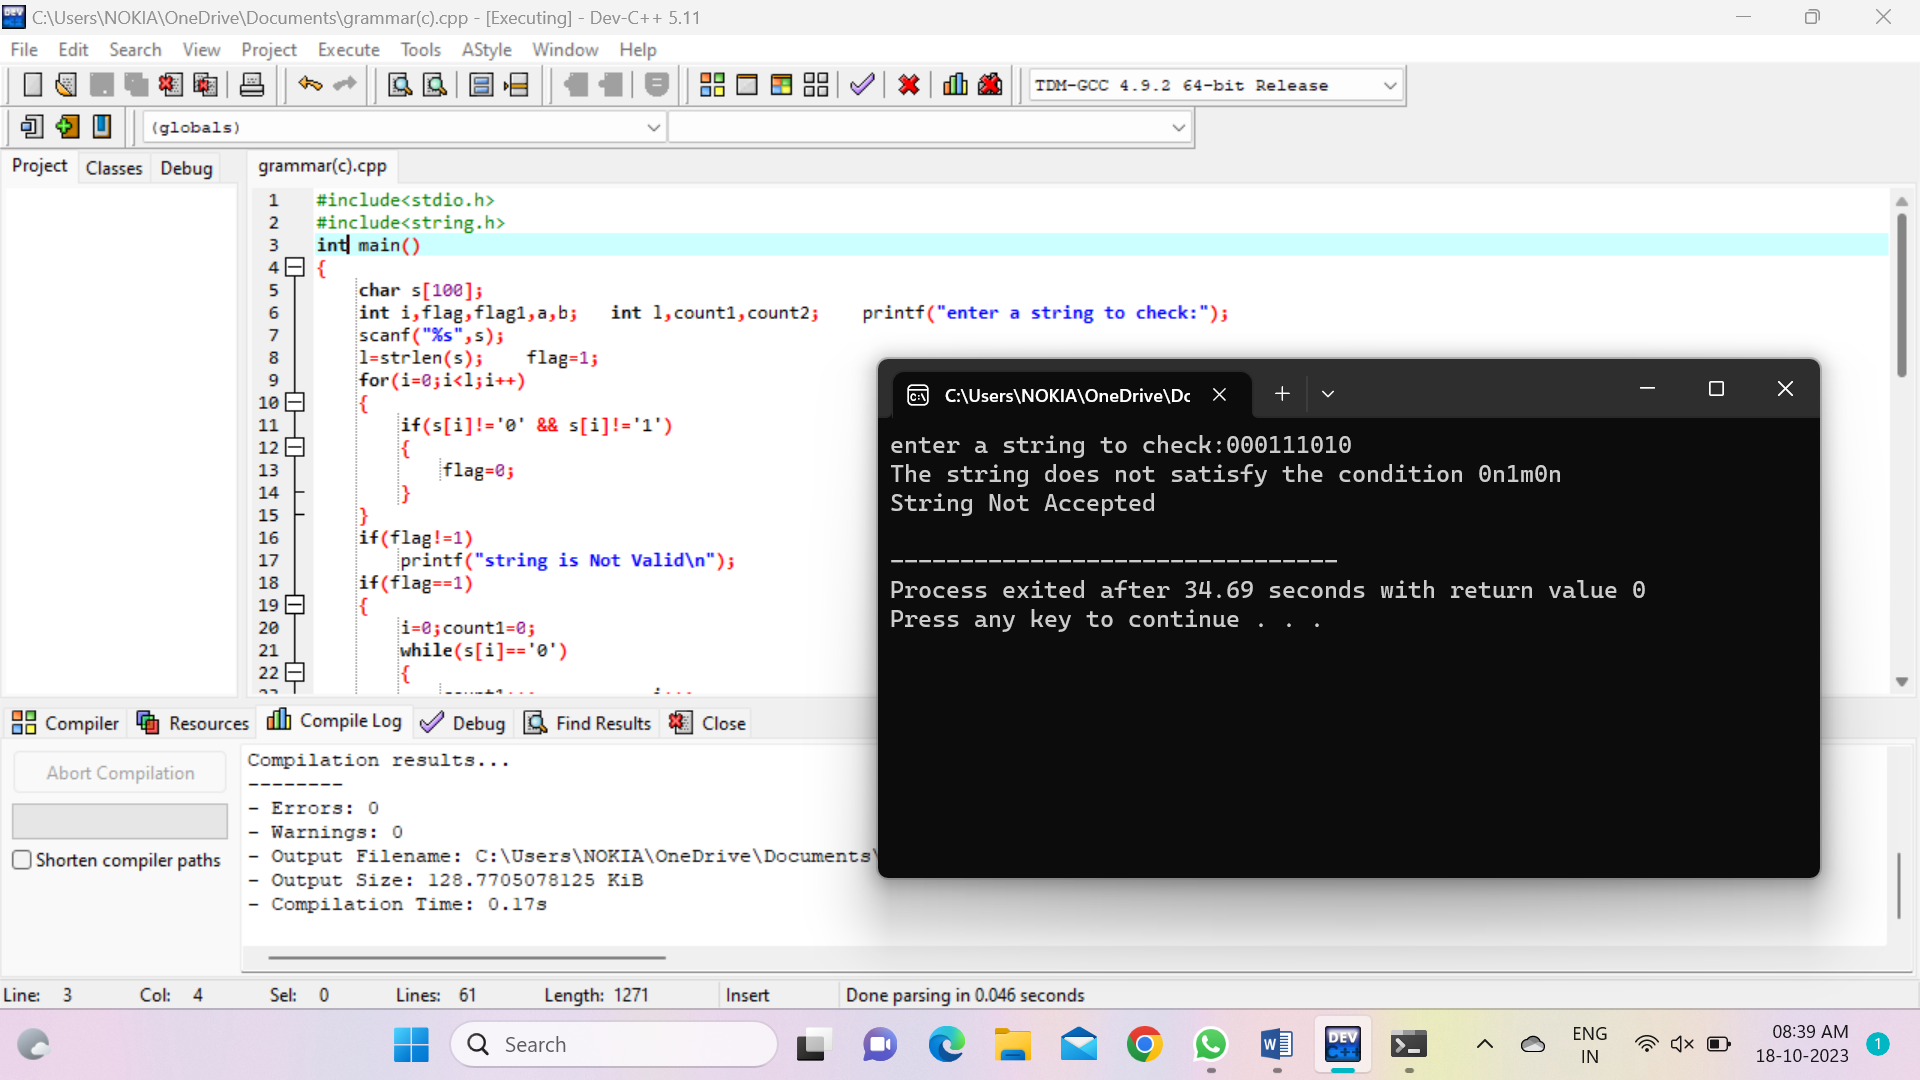 C:\Users\NOKIA\OneDrive\Documents\grammar(c).cpp - [Executing] - Dev-C++ 5.11
File Edit Search View Project Execute Tools AStyle Window Help
TDM-GCC 4.9.2 64-bit Release
(globals)
Project Classes Debug
grammar(c).cpp
1 #include<stdio.h>
2 #include<string.h>
3 int main()
4 {
5 char s[100];
6 int i,flag,flag1,a,b; int l,count1,count2; printf("enter a string to check:");
7 scanf("%s",s);
8 l=strlen(s); flag=1;
9 for(i=0;i<l;i++)
10 {
11 if(s[i]!='0' && s[i]!='1')
12 {
13 flag=0;
14 }
15 }
16 if(flag!=1)
17 printf("string is Not Valid\n");
18 if(flag==1)
19 {
20 i=0;count1=0;
21 while(s[i]=='0')
22 {
C:\Users\NOKIA\OneDrive\Dc
enter a string to check:000111010
The string does not satisfy the condition 0n1m0n
String Not Accepted
--------------------------------
Process exited after 34.69 seconds with return value 0
Press any key to continue . . .
Compiler Resources Compile Log Debug Find Results Close
Abort Compilation
Shorten compiler paths
Compilation results...
--------
- Errors: 0
- Warnings: 0
- Output Filename: C:\Users\NOKIA\OneDrive\Documents\
- Output Size: 128.7705078125 KiB
- Compilation Time: 0.17s
Line: 3 Col: 4 Sel: 0 Lines: 61 Length: 1271 Insert Done parsing in 0.046 seconds
Search
DEV C++
ENG
IN
08:39 AM
18-10-2023
1